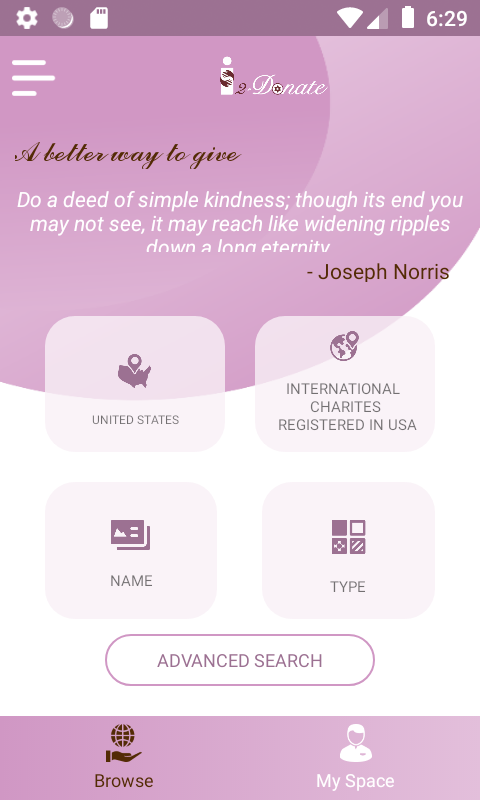 6:29
i2-Donate
A better way to give
Do a deed of simple kindness; though its end you
may not see, it may reach like widening ripples
down a long eternity
- Joseph Norris
UNITED STATES
INTERNATIONAL
CHARITES
REGISTERED IN USA
NAME
TYPE
ADVANCED SEARCH
Browse
My Space